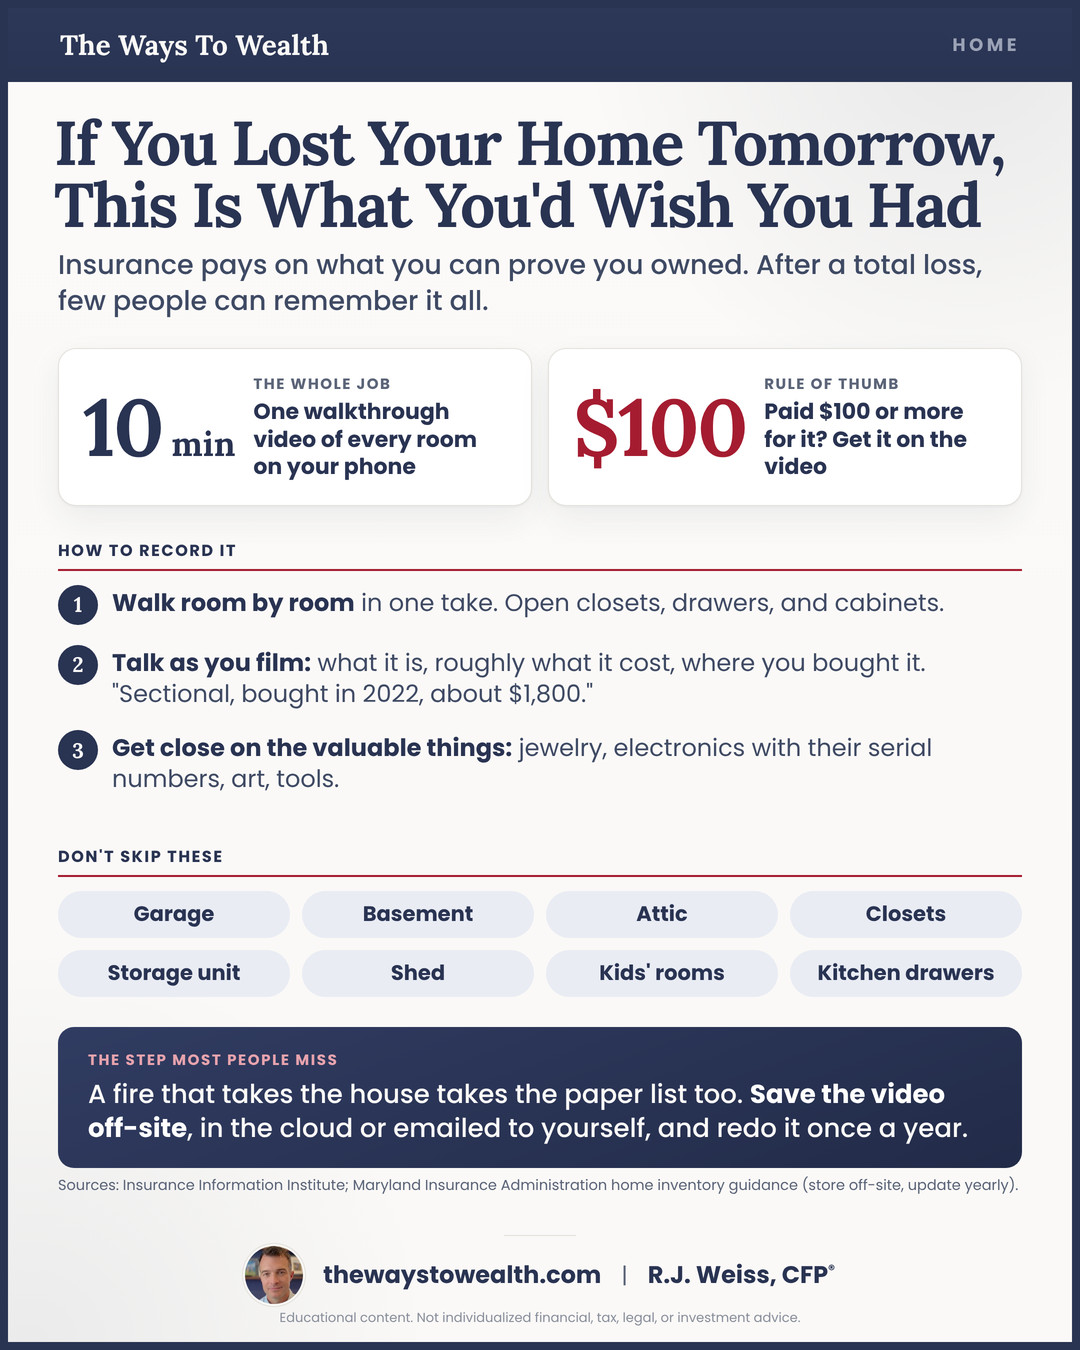 The Ways To Wealth
HOME
If You Lost Your Home Tomorrow,
This Is What You'd Wish You Had
Insurance pays on what you can prove you owned. After a total loss,
few people can remember it all.
10 min
THE WHOLE JOB
One walkthrough
video of every room
on your phone
$100
RULE OF THUMB
Paid $100 or more
for it? Get it on the
video
HOW TO RECORD IT
1 Walk room by room in one take. Open closets, drawers, and cabinets.
2 Talk as you film: what it is, roughly what it cost, where you bought it.
"Sectional, bought in 2022, about $1,800."
3 Get close on the valuable things: jewelry, electronics with their serial
numbers, art, tools.
DON'T SKIP THESE
Garage Basement Attic Closets
Storage unit Shed Kids' rooms Kitchen drawers
THE STEP MOST PEOPLE MISS
A fire that takes the house takes the paper list too. Save the video
off-site, in the cloud or emailed to yourself, and redo it once a year.
Sources: Insurance Information Institute; Maryland Insurance Administration home inventory guidance (store off-site, update yearly).
thewaystowealth.com | R.J. Weiss, CFP®
Educational content. Not individualized financial, tax, legal, or investment advice.